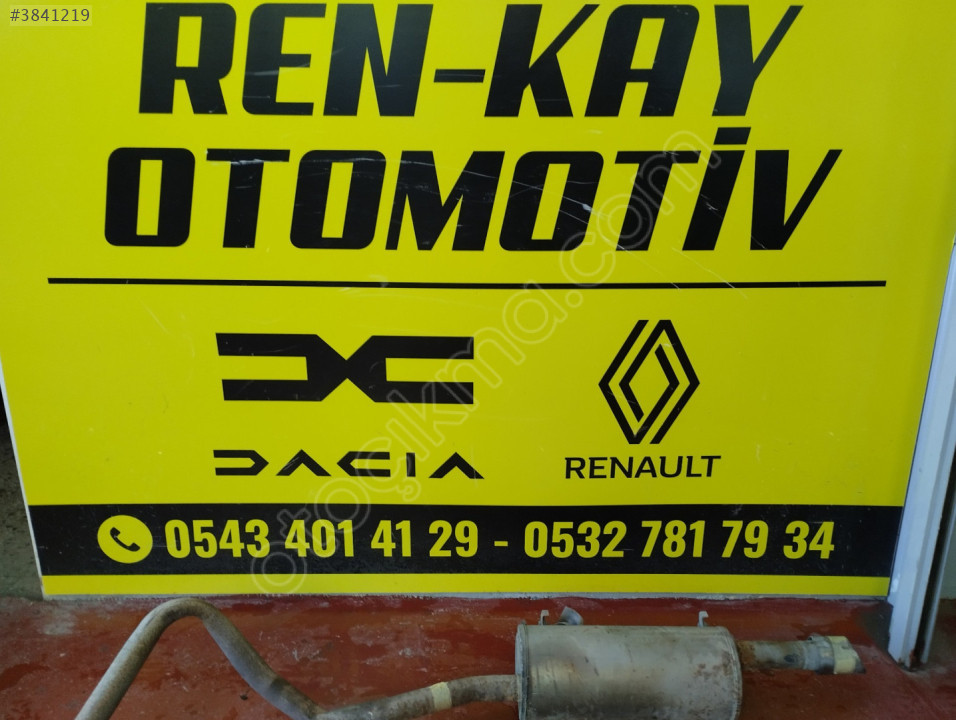 #3841219
REN-KAY
OTOMOTİV
DACIA
RENAULT
0543 401 41 29 - 0532 781 79 34
otoçıkma.com